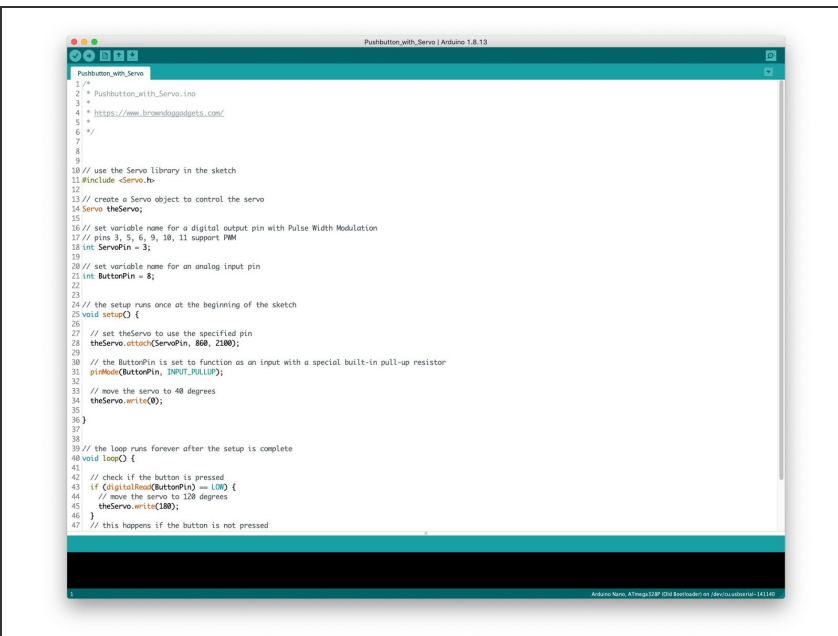 Pushbutton_with_Servo | Arduino 1.8.13
Pushbutton_with_Servo
1 /*
2  * Pushbutton_with_Servo.ino
3  *
4  * https://www.browndoggadgets.com/
5  *
6  */
7
8
9
10 // use the Servo library in the sketch
11 #include <Servo.h>
12
13 // create a Servo object to control the servo
14 Servo theServo;
15
16 // set variable name for a digital output pin with Pulse Width Modulation
17 // pins 3, 5, 6, 9, 10, 11 support PWM
18 int ServoPin = 3;
19
20 // set variable name for an analog input pin
21 int ButtonPin = 8;
22
23
24 // the setup runs once at the beginning of the sketch
25 void setup() {
26
27   // set theServo to use the specified pin
28   theServo.attach(ServoPin, 860, 2100);
29
30   // the ButtonPin is set to function as an input with a special built-in pull-up resistor
31   pinMode(ButtonPin, INPUT_PULLUP);
32
33   // move the servo to 40 degrees
34   theServo.write(0);
35
36 }
37
38
39 // the loop runs forever after the setup is complete
40 void loop() {
41
42   // check if the button is pressed
43   if (digitalRead(ButtonPin) == LOW) {
44     // move the servo to 120 degrees
45     theServo.write(180);
46   }
47   // this happens if the button is not pressed
1
Arduino Nano, ATmega328P (Old Bootloader) on /dev/cu.usbserial-141140